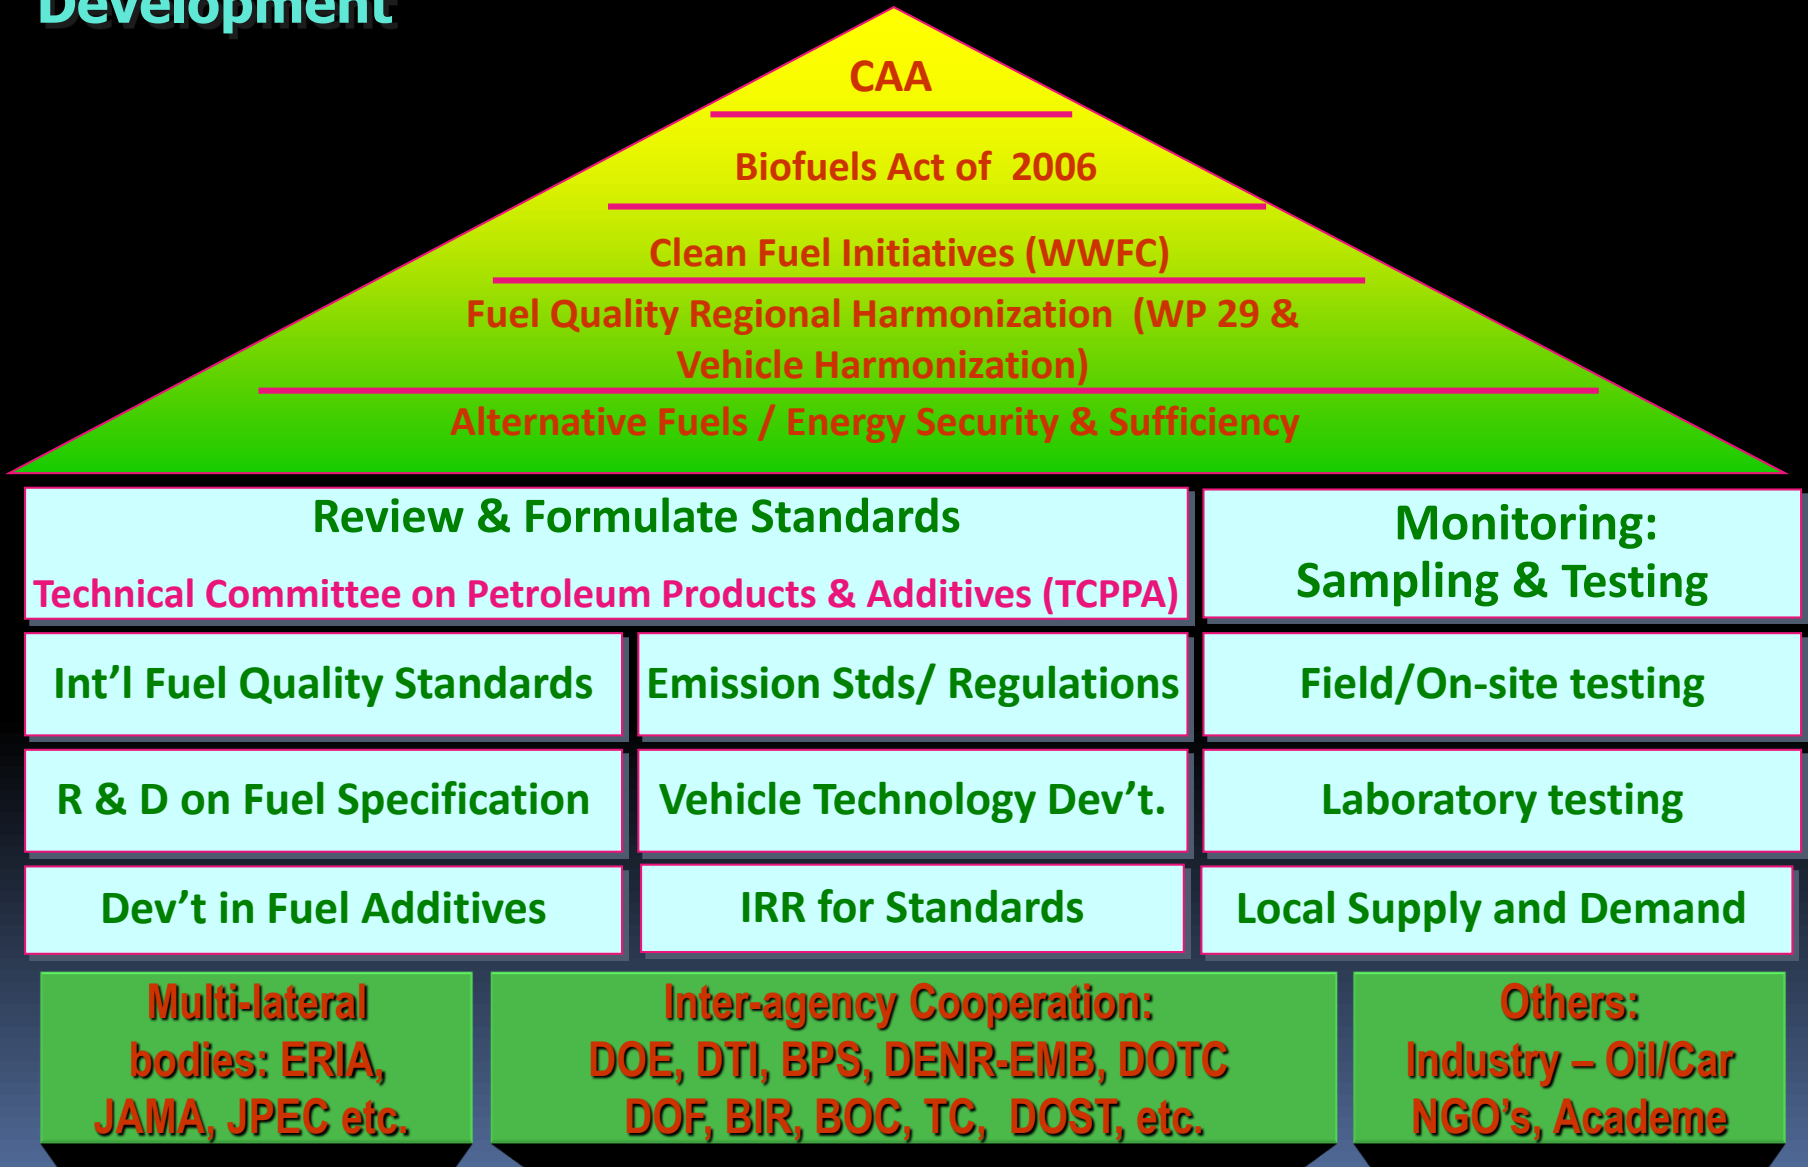 Development
CAA
Biofuels Act of 2006
Clean Fuel Initiatives (WWFC)
Fuel Quality Regional Harmonization (WP 29 &
Vehicle Harmonization)
Alternative Fuels / Energy Security & Sufficiency
Review & Formulate Standards
Technical Committee on Petroleum Products & Additives (TCPPA)
Monitoring:
Sampling & Testing
Int'l Fuel Quality Standards
Emission Stds/ Regulations
Field/On-site testing
R & D on Fuel Specification
Vehicle Technology Dev't.
Laboratory testing
Dev't in Fuel Additives
IRR for Standards
Local Supply and Demand
Multi-lateral
bodies: ERIA,
JAMA, JPEC etc.
Inter-agency Cooperation:
DOE, DTI, BPS, DENR-EMB, DOTC
DOF, BIR, BOC, TC, DOST, etc.
Others:
Industry – Oil/Car
NGO's, Academe